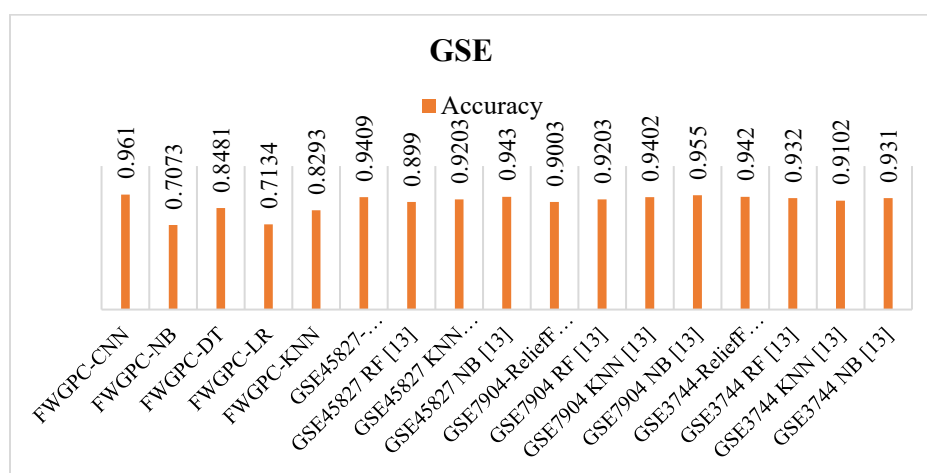 GSE
Accuracy
0.961
0.7073
0.8481
0.7134
0.8293
0.9409
0.899
0.9203
0.943
0.9003
0.9203
0.9402
0.955
0.942
0.932
0.9102
0.931
FWGPC-CNN
FWGPC-NB
FWGPC-DT
FWGPC-LR
FWGPC-KNN
GSE45827-…
GSE45827 RF [13]
GSE45827 KNN…
GSE45827 NB [13]
GSE7904-ReliefF…
GSE7904 RF [13]
GSE7904 KNN [13]
GSE7904 NB [13]
GSE3744-ReliefF…
GSE3744 RF [13]
GSE3744 KNN [13]
GSE3744 NB [13]